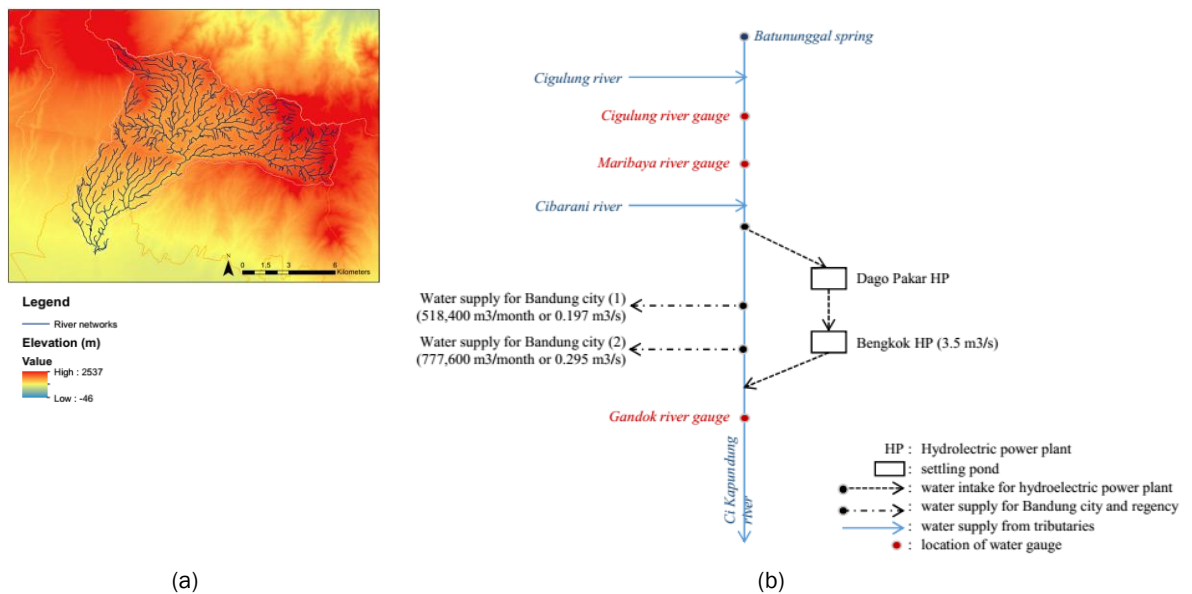 N
0 1.5 3 6
Kilometers
Legend
River networks
Elevation (m)
Value
High : 2537
Low : -46
(a)
Batununggal spring
Cigulung river
Cigulung river gauge
Maribaya river gauge
Cibarani river
Dago Pakar HP
Water supply for Bandung city (1)
(518,400 m3/month or 0.197 m3/s)
Water supply for Bandung city (2)
(777,600 m3/month or 0.295 m3/s)
Bengkok HP (3.5 m3/s)
Gandok river gauge
Ci Kapundung
river
HP : Hydrolectric power plant
: settling pond
: water intake for hydroelectric power plant
: water supply for Bandung city and regency
: water supply from tributaries
: location of water gauge
(b)